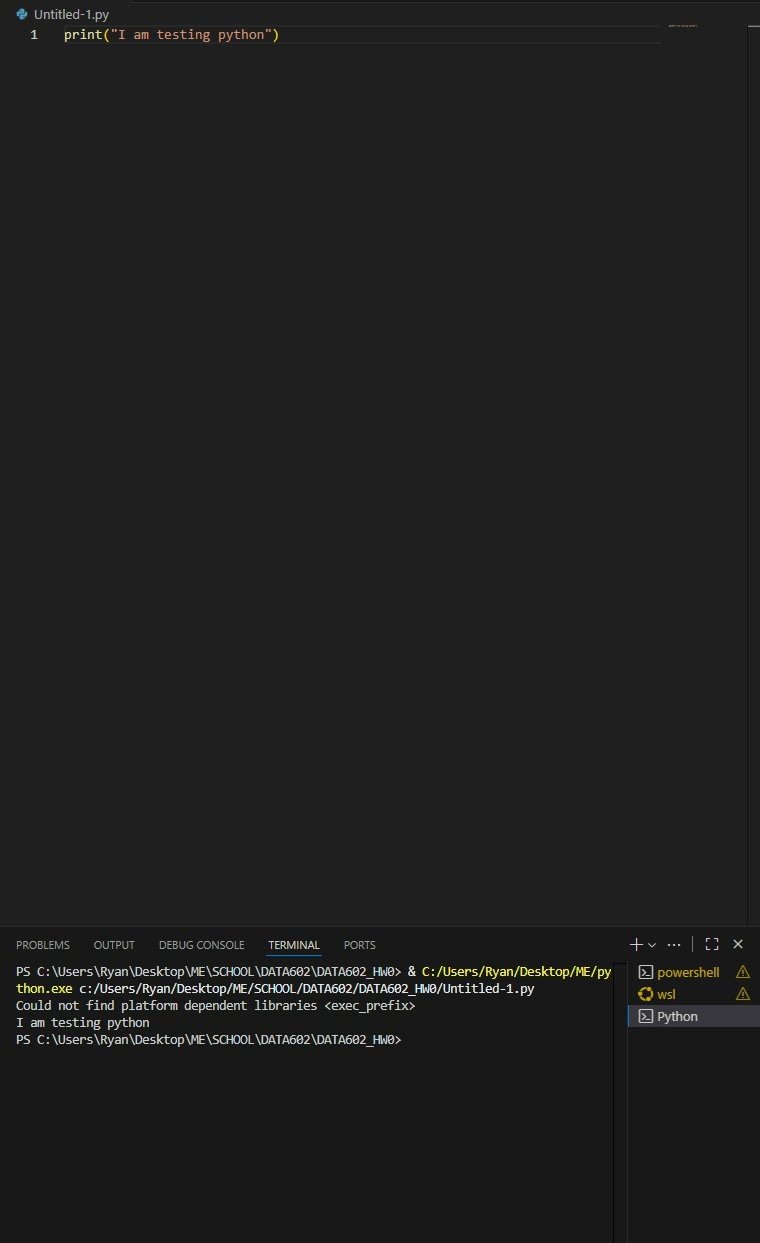 Untitled-1.py
1 print("I am testing python")
PROBLEMS OUTPUT DEBUG CONSOLE TERMINAL PORTS
PS C:\Users\Ryan\Desktop\ME\SCHOOL\DATA602\DATA602_HW0> & C:/Users/Ryan/Desktop/ME/py
thon.exe c:/Users/Ryan/Desktop/ME/SCHOOL/DATA602/DATA602_HW0/Untitled-1.py
Could not find platform dependent libraries <exec_prefix>
I am testing python
PS C:\Users\Ryan\Desktop\ME\SCHOOL\DATA602\DATA602_HW0>
powershell
wsl
Python